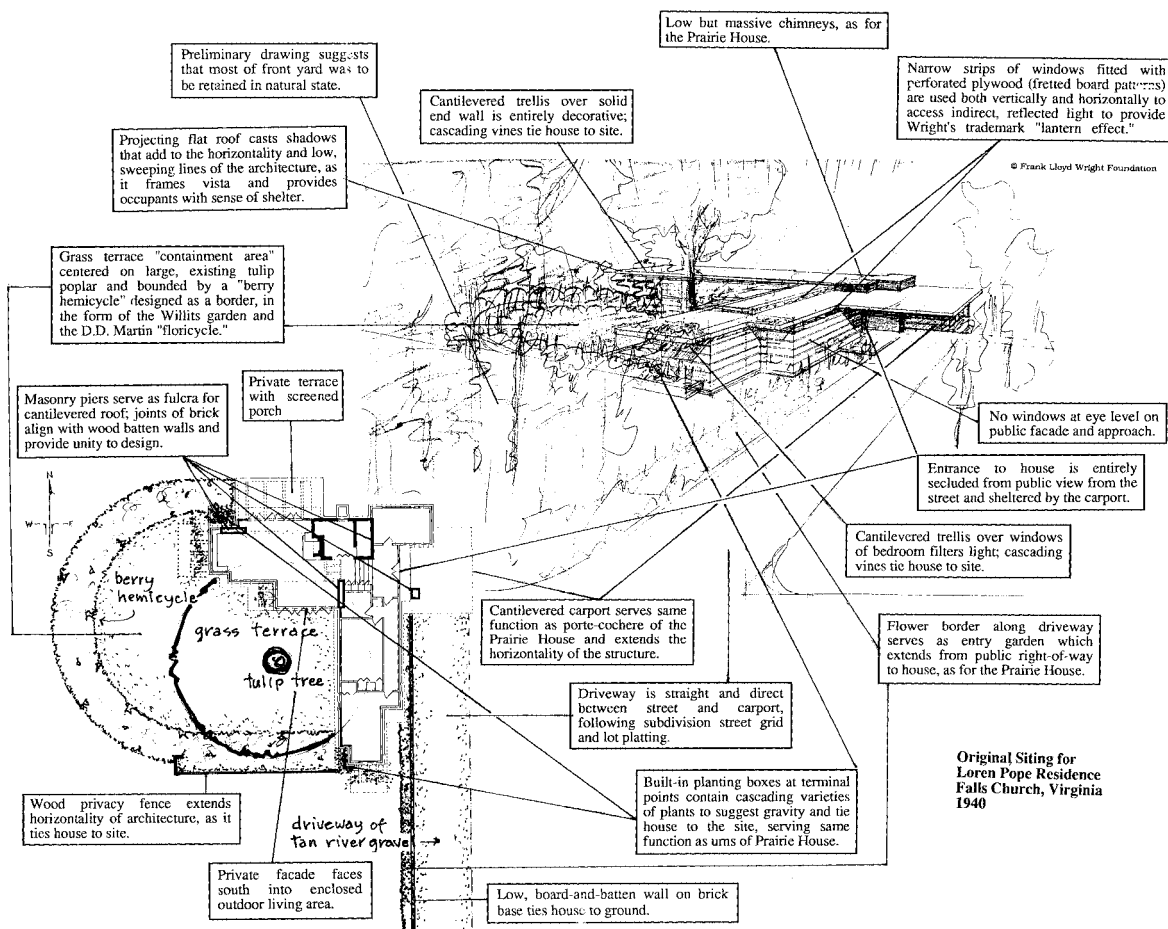 Low but massive chimneys, as for
the Prairie House.
Preliminary drawing suggests
that most of front yard was to
be retained in natural state.
Narrow strips of windows fitted with
perforated plywood (fretted board patterns)
are used both vertically and horizontally to
access indirect, reflected light to provide
Wright's trademark "lantern effect."
Cantilevered trellis over solid
end wall is entirely decorative;
cascading vines tie house to site.
Projecting flat roof casts shadows
that add to the horizontality and low,
sweeping lines of the architecture, as
it frames vista and provides
occupants with sense of shelter.
© Frank Lloyd Wright Foundation
Grass terrace "containment area"
centered on large, existing tulip
poplar and bounded by a "berry
hemicycle" designed as a border, in
the form of the Willits garden and
the D.D. Martin "floricycle."
Private terrace
with screened
porch
Masonry piers serve as fulcra for
cantilevered roof; joints of brick
align with wood batten walls and
provide unity to design.
No windows at eye level on
public facade and approach.
Entrance to house is entirely
secluded from public view from the
street and sheltered by the carport.
N
W
E
S
Cantilevered trellis over windows
of bedroom filters light; cascading
vines tie house to site.
berry
hemicycle
grass terrace
tulip tree
Cantilevered carport serves same
function as porte-cochere of the
Prairie House and extends the
horizontality of the structure.
Flower border along driveway
serves as entry garden which
extends from public right-of-way
to house, as for the Prairie House.
Driveway is straight and direct
between street and carport,
following subdivision street grid
and lot platting.
Original Siting for
Loren Pope Residence
Falls Church, Virginia
1940
Built-in planting boxes at terminal
points contain cascading varieties
of plants to suggest gravity and tie
house to the site, serving same
function as urns of Prairie House.
Wood privacy fence extends
horizontality of architecture, as it
ties house to site.
driveway of
tan river gravel
Private facade faces
south into enclosed
outdoor living area.
Low, board-and-batten wall on brick
base ties house to ground.